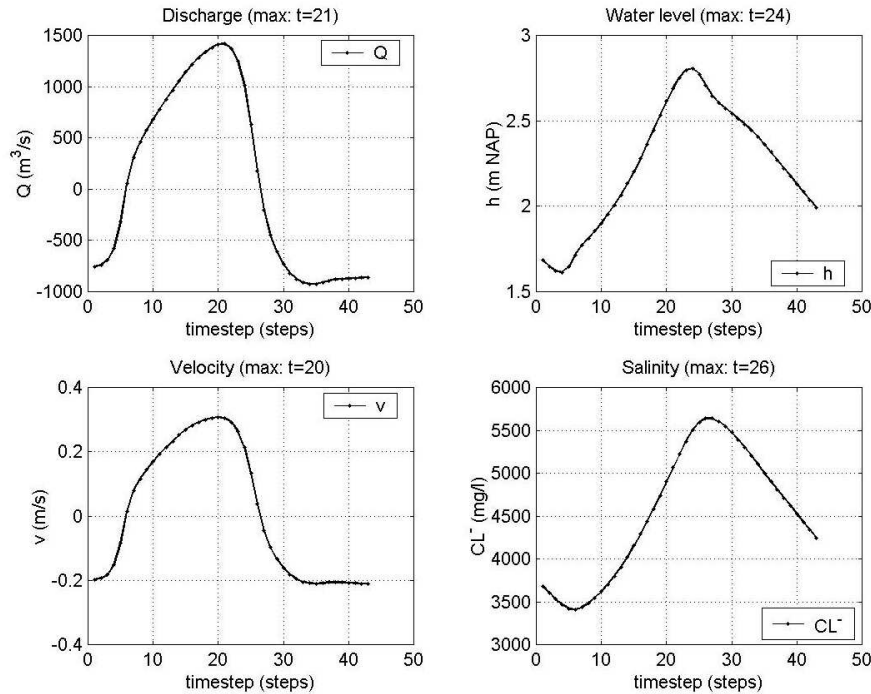 Discharge (max: t=21)
Q (m³/s)
1500
1000
500
0
-500
-1000
0 10 20 30 40 50
timestep (steps)
Q
Water level (max: t=24)
h (m NAP)
3
2.5
2
1.5
0 10 20 30 40 50
timestep (steps)
h
Velocity (max: t=20)
v (m/s)
0.4
0.2
0
-0.2
-0.4
0 10 20 30 40 50
timestep (steps)
v
Salinity (max: t=26)
CL⁻ (mg/l)
6000
5500
5000
4500
4000
3500
3000
0 10 20 30 40 50
timestep (steps)
CL⁻